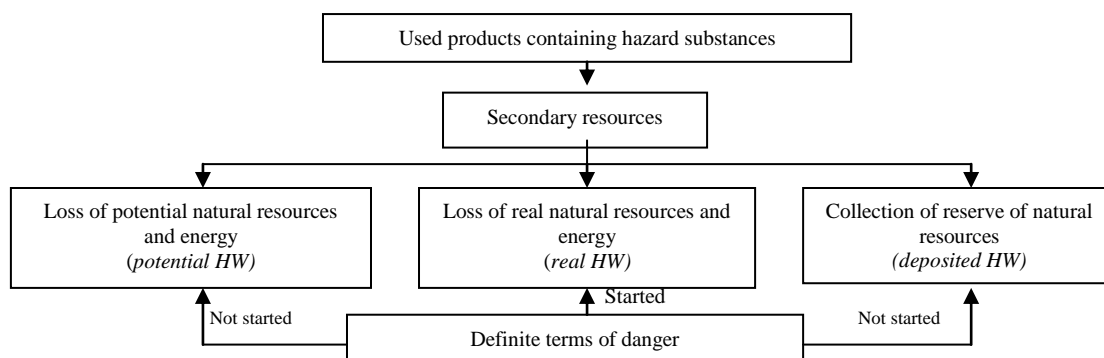 Used products containing hazard substances
Secondary resources
Loss of potential natural resources
and energy
(potential HW)
Loss of real natural resources and
energy
(real HW)
Collection of reserve of natural
resources
(deposited HW)
Not started
Started
Not started
Definite terms of danger